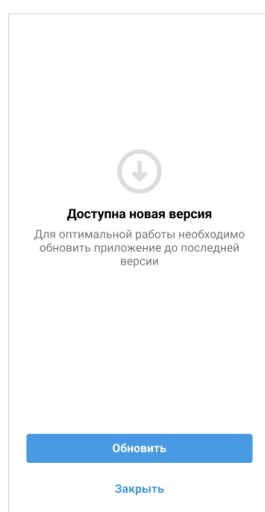 Доступна новая версия
Для оптимальной работы необходимо
обновить приложение до последней
версии
Обновить
Закрыть